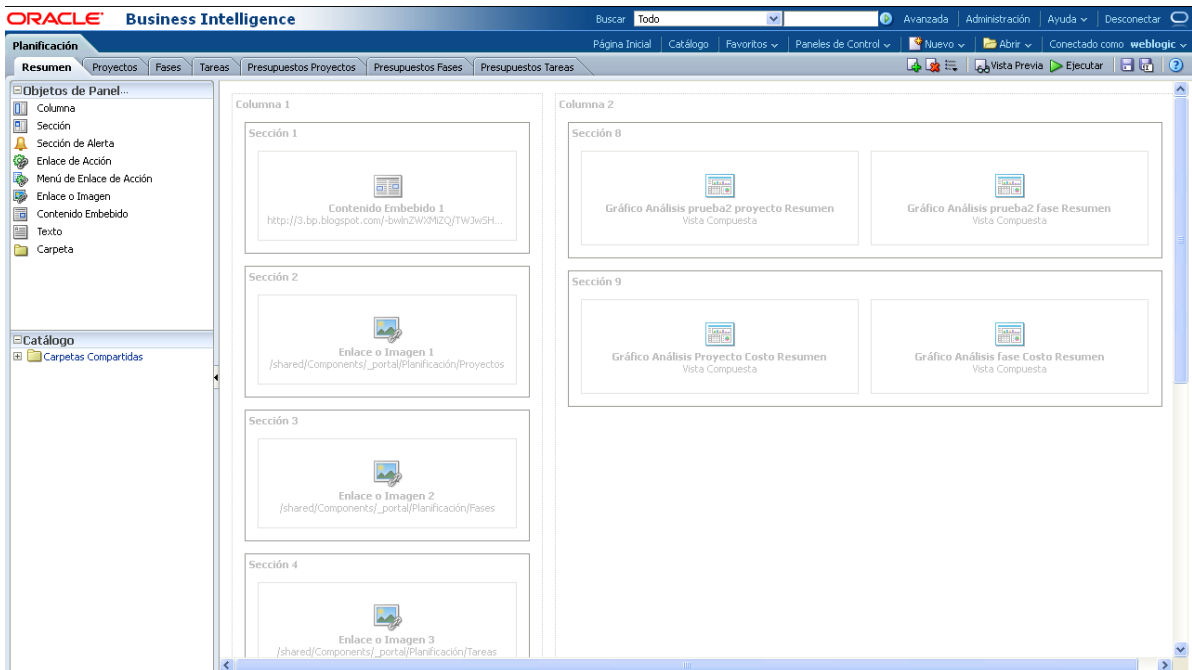 ORACLE Business Intelligence
Buscar Todo Avanzada Administración Ayuda Desconectar
Planificación
Página Inicial Catálogo Favoritos Paneles de Control Nuevo Abrir Conectado como weblogic
Resumen Proyectos Fases Tareas Presupuestos Proyectos Presupuestos Fases Presupuestos Tareas
Vista Previa Ejecutar
Objetos de Panel...
Columna
Sección
Sección de Alerta
Enlace de Acción
Menú de Enlace de Acción
Enlace o Imagen
Contenido Embebido
Texto
Carpeta
Catálogo
Carpetas Compartidas
Columna 1
Sección 1
Contenido Embebido 1
http://3.bp.blogspot.com/-bwlnZWXMlZQ/TWJw5H...
Sección 2
Enlace o Imagen 1
/shared/Components/_portal/Planificación/Proyectos
Sección 3
Enlace o Imagen 2
/shared/Components/_portal/Planificación/Fases
Sección 4
Enlace o Imagen 3
/shared/Components/_portal/Planificación/Tareas
Columna 2
Sección 8
Gráfico Análisis prueba2 proyecto Resumen
Vista Compuesta
Gráfico Análisis prueba2 fase Resumen
Vista Compuesta
Sección 9
Gráfico Análisis Proyecto Costo Resumen
Vista Compuesta
Gráfico Análisis fase Costo Resumen
Vista Compuesta